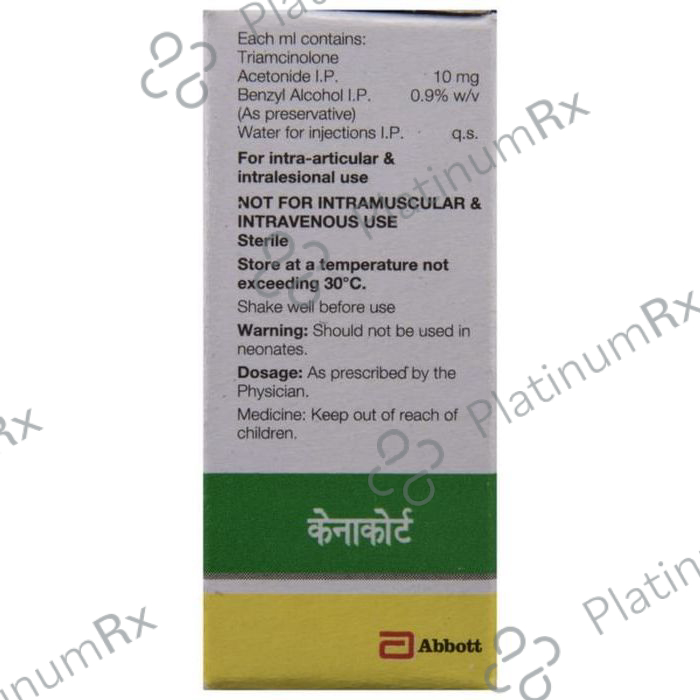 Each ml contains:
Triamcinolone
Acetonide I.P. 10 mg
Benzyl Alcohol I.P. 0.9% w/v
(As preservative)
Water for injections I.P. q.s.
For intra-articular &
intralesional use
NOT FOR INTRAMUSCULAR &
INTRAVENOUS USE
Sterile
Store at a temperature not
exceeding 30°C.
Shake well before use
Warning: Should not be used in
neonates.
Dosage: As prescribed by the
Physician.
Medicine: Keep out of reach of
children.
केनाकोर्ट
Abbott
PlatinumRx
PlatinumRx
PlatinumRx
PlatinumRx
Rx
inumRx